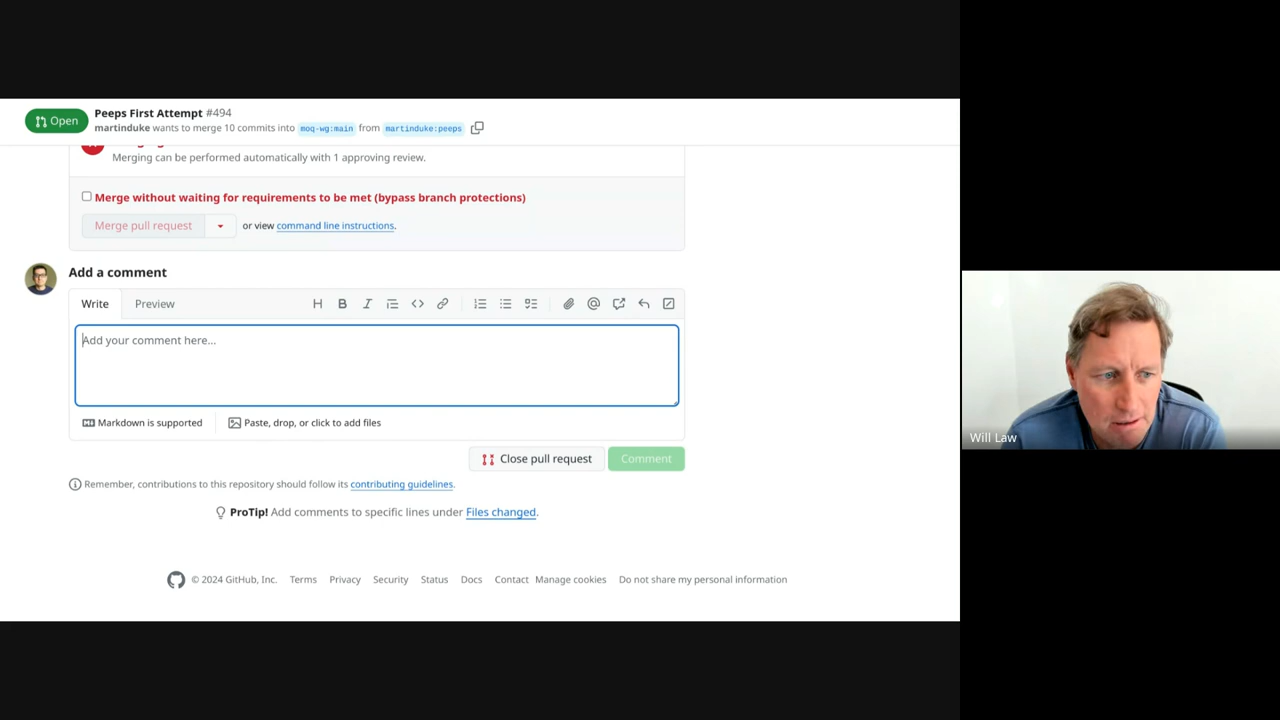 Open
Peeps First Attempt #494
martinduke wants to merge 10 commits into moq-wg:main from martinduke:peeps
Merging can be performed automatically with 1 approving review.
Merge without waiting for requirements to be met (bypass branch protections)
Merge pull request
or view command line instructions.
Add a comment
Write
Preview
Add your comment here...
Markdown is supported
Paste, drop, or click to add files
Close pull request
Comment
Remember, contributions to this repository should follow its contributing guidelines.
ProTip! Add comments to specific lines under Files changed.
© 2024 GitHub, Inc. Terms Privacy Security Status Docs Contact Manage cookies Do not share my personal information
Will Law